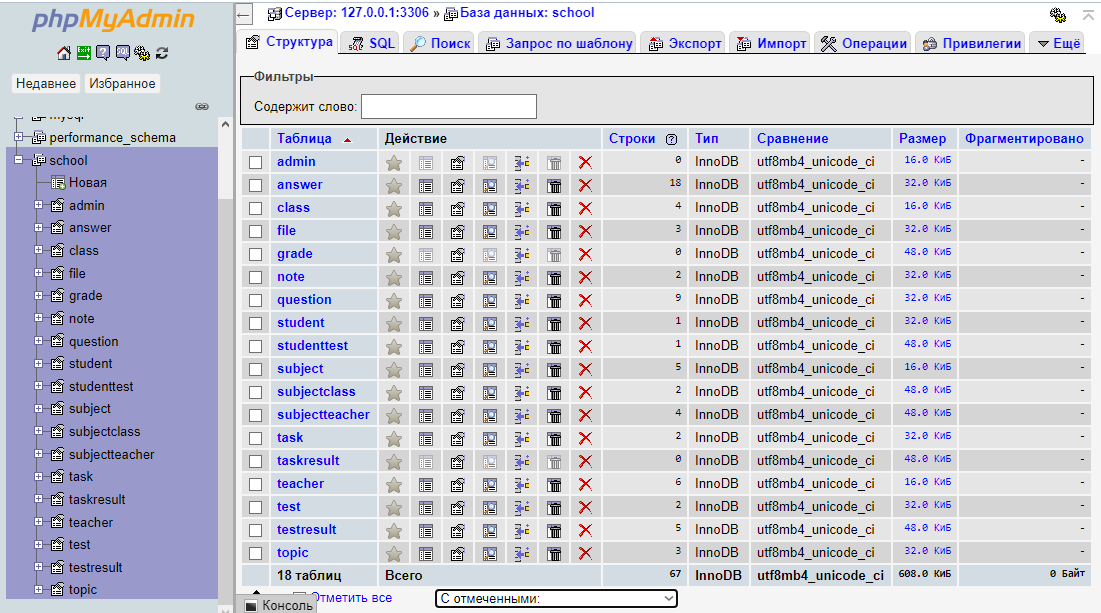 phpMyAdmin
Недавнее Избранное
mysql
performance_schema
school
Новая
admin
answer
class
file
grade
note
question
student
studenttest
subject
subjectclass
subjectteacher
task
taskresult
teacher
test
testresult
topic
Сервер: 127.0.0.1:3306 » База данных: school
Структура SQL Поиск Запрос по шаблону Экспорт Импорт Операции Привилегии Ещё
Фильтры
Содержит слово:
Таблица Действие Строки Тип Сравнение Размер Фрагментировано
admin 0 InnoDB utf8mb4_unicode_ci 16.0 КиБ -
answer 18 InnoDB utf8mb4_unicode_ci 32.0 КиБ -
class 4 InnoDB utf8mb4_unicode_ci 32.0 КиБ -
file 3 InnoDB utf8mb4_unicode_ci 32.0 КиБ -
grade 0 InnoDB utf8mb4_unicode_ci 48.0 КиБ -
note 2 InnoDB utf8mb4_unicode_ci 32.0 КиБ -
question 9 InnoDB utf8mb4_unicode_ci 32.0 КиБ -
student 1 InnoDB utf8mb4_unicode_ci 32.0 КиБ -
studenttest 1 InnoDB utf8mb4_unicode_ci 48.0 КиБ -
subject 5 InnoDB utf8mb4_unicode_ci 16.0 КиБ -
subjectclass 2 InnoDB utf8mb4_unicode_ci 48.0 КиБ -
subjectteacher 4 InnoDB utf8mb4_unicode_ci 48.0 КиБ -
task 2 InnoDB utf8mb4_unicode_ci 32.0 КиБ -
taskresult 0 InnoDB utf8mb4_unicode_ci 48.0 КиБ -
teacher 6 InnoDB utf8mb4_unicode_ci 16.0 КиБ -
test 2 InnoDB utf8mb4_unicode_ci 32.0 КиБ -
testresult 5 InnoDB utf8mb4_unicode_ci 48.0 КиБ -
topic 3 InnoDB utf8mb4_unicode_ci 32.0 КиБ -
18 таблиц Всего 67 InnoDB utf8mb4_unicode_ci 608.0 КиБ 0 Байт
Отметить все С отмеченными:
Консоль